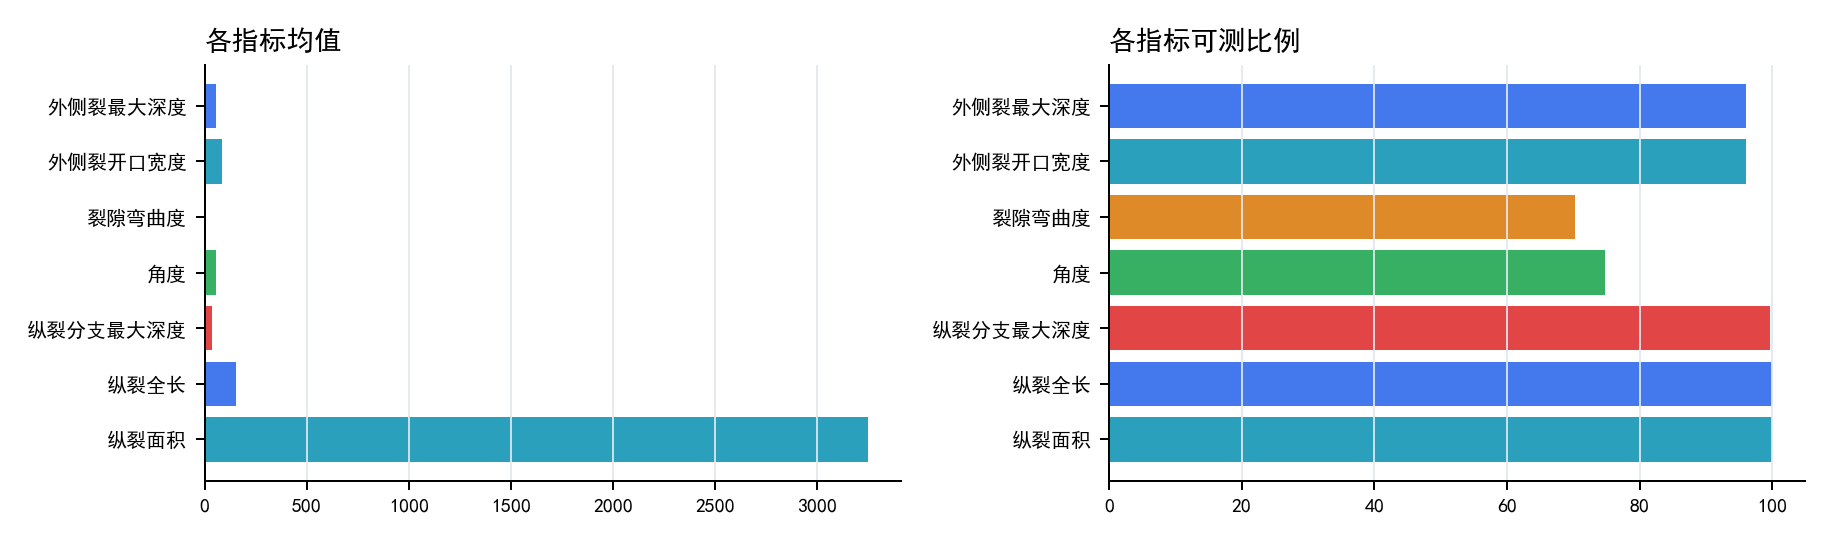 各指标均值
外侧裂最大深度
外侧裂开口宽度
裂隙弯曲度
角度
纵裂分支最大深度
纵裂全长
纵裂面积
0 500 1000 1500 2000 2500 3000
各指标可测比例
外侧裂最大深度
外侧裂开口宽度
裂隙弯曲度
角度
纵裂分支最大深度
纵裂全长
纵裂面积
0 20 40 60 80 100